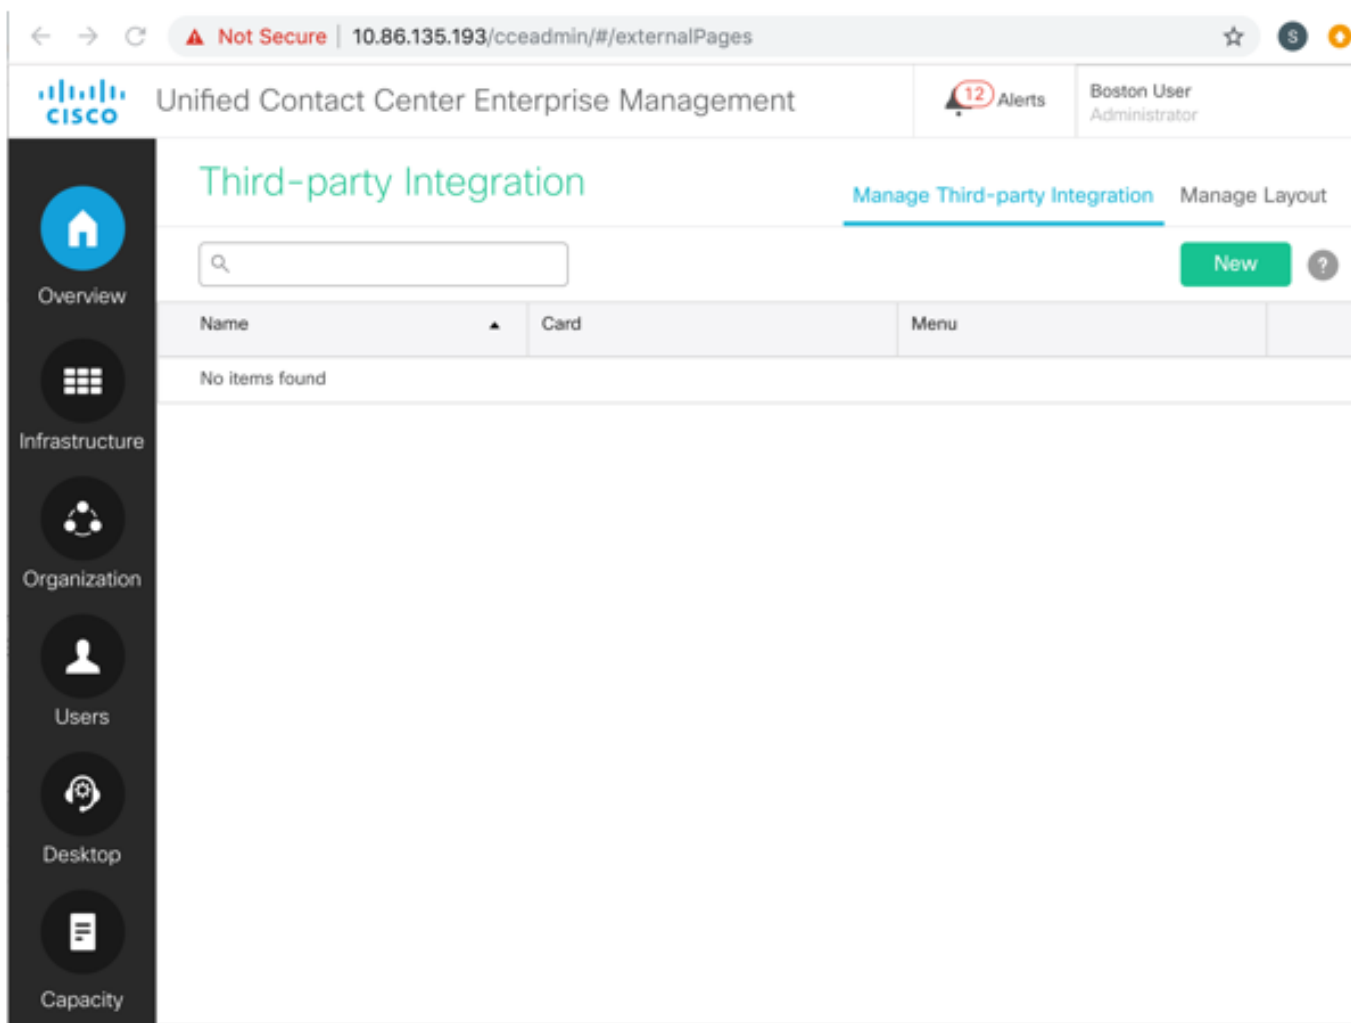 Not Secure | 10.86.135.193/cceadmin/#/externalPages
S
CISCO
Unified Contact Center Enterprise Management
12
Alerts
Boston User
Administrator
Third-party Integration
Manage Third-party Integration
Manage Layout
New
?
Name
Card
Menu
No items found
Overview
Infrastructure
Organization
Users
Desktop
Capacity